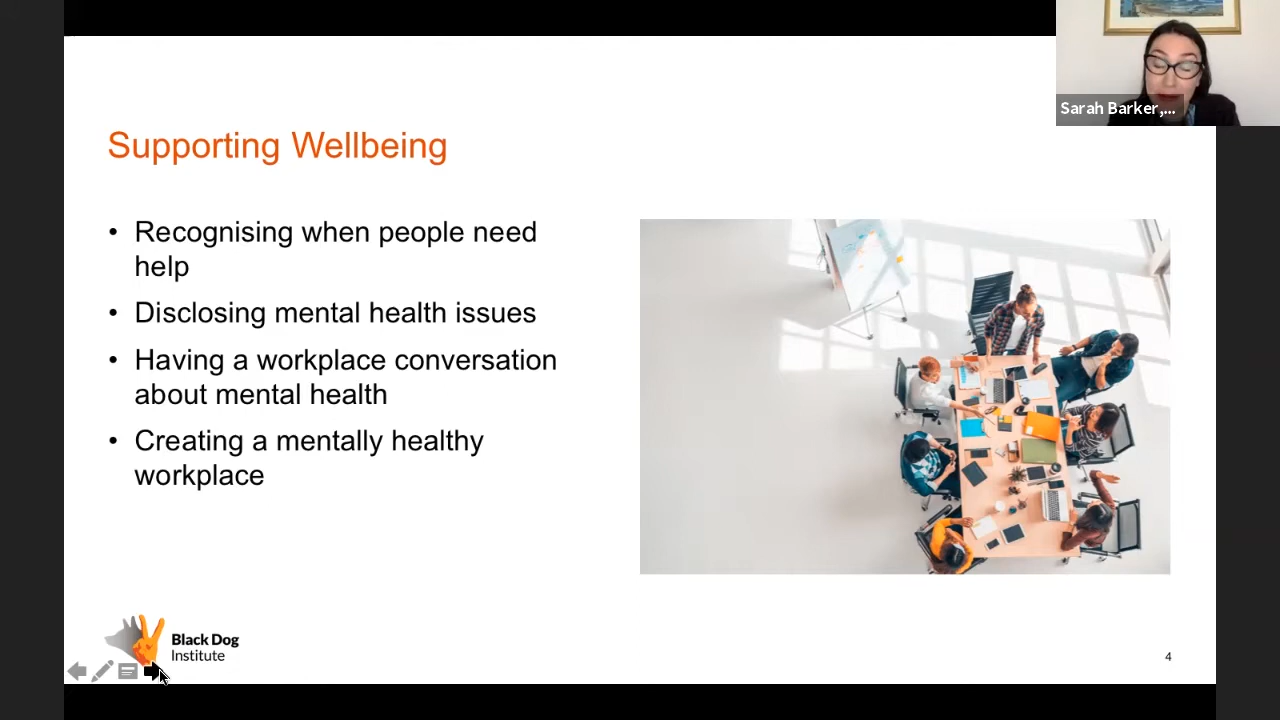 Sarah Barker,...
Supporting Wellbeing
• Recognising when people need
help
• Disclosing mental health issues
• Having a workplace conversation
about mental health
• Creating a mentally healthy
workplace
Black Dog
Institute
4